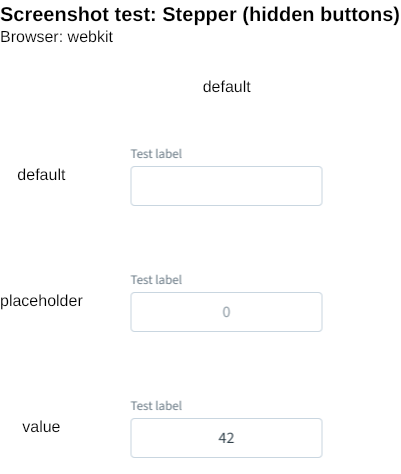 Screenshot test: Stepper (hidden buttons)
Browser: webkit
default
Test label
default
Test label
placeholder
0
Test label
value
42